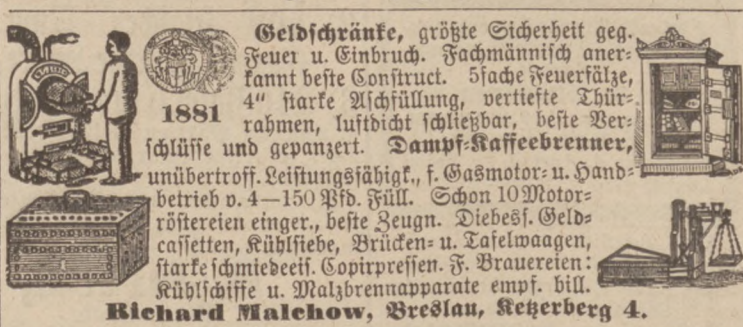 Geldschränke, größte Sicherheit geg.
Feuer u. Einbruch. Fachmännisch aner-
kannt beste Construct. 5fache Feuerfälze,
4" starke Aschfüllung, vertiefte Thür-
rahmen, luftdicht schließbar, beste Ver-
schlüsse und gepanzert. Dampf-Kaffeebrenner,
1881
unübertroff. Leistungsfähigk., f. Gasmotor- u. Hand-
betrieb v. 4—150 Pfd. Füll. Schon 10 Motor-
röstereien einger., beste Zeugn. Diebess. Geld-
cassetten, Kühlsiebe, Brücken- u. Tafelwaagen,
starke schmiedeeis. Copirpressen. F. Brauereien:
Kühlschiffe u. Malzbrennapparate empf. bill.
Richard Malchow, Breslau, Ketzerberg 4.